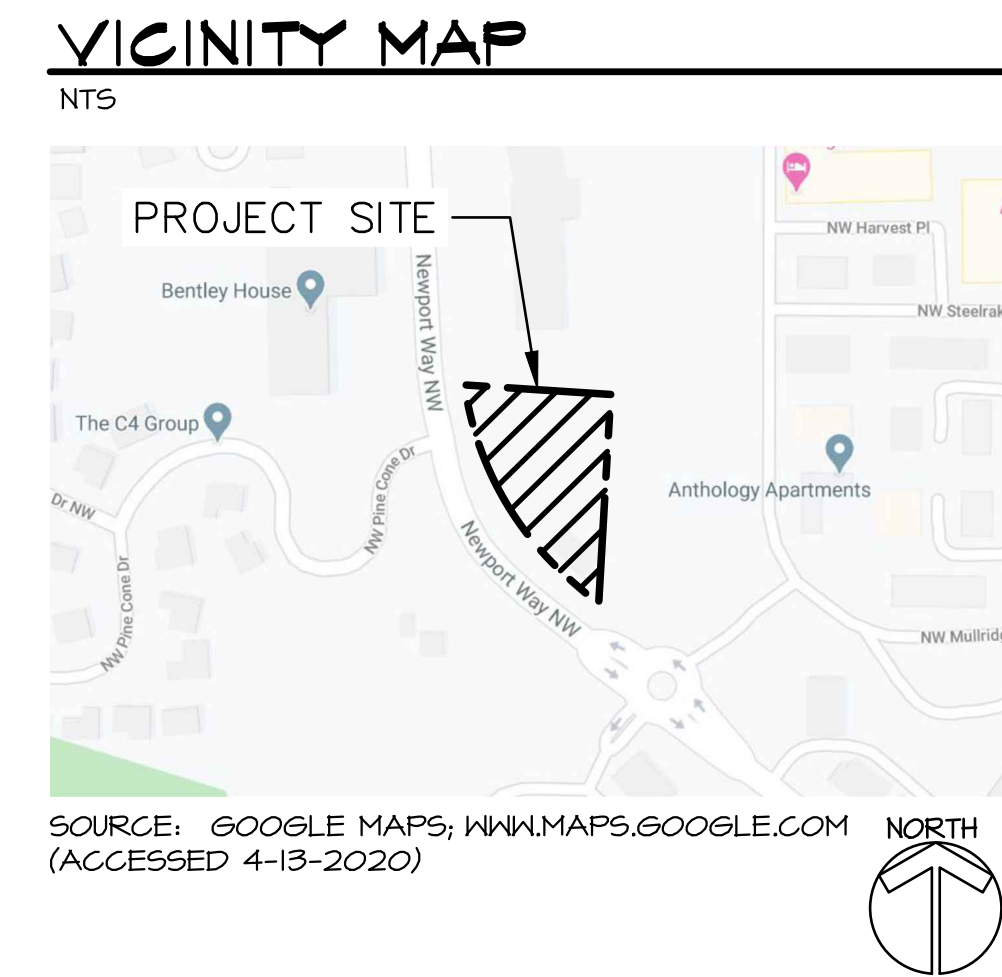 VICINITY MAP
NTS
PROJECT SITE
NW Harvest Pl
Bentley House
Newport Way NW
NW Steelrak
The C4 Group
NW Pine Cone Dr
Anthology Apartments
Dr NW
Newport Way NW
NW Pine Cone Dr
NW Mullridg
SOURCE: GOOGLE MAPS; WWW.MAPS.GOOGLE.COM
(ACCESSED 4-13-2020)
NORTH